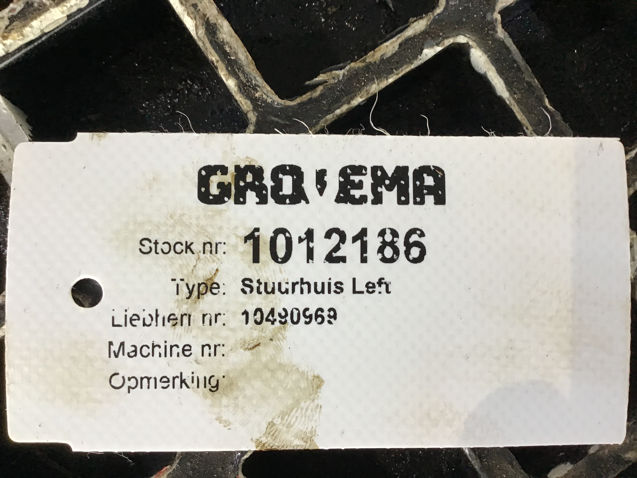 GROVEMA
Stock nr: 1012186
Type: Stuurhuis Left
Liebherr nr: 10490969
Machine nr:
Opmerking: